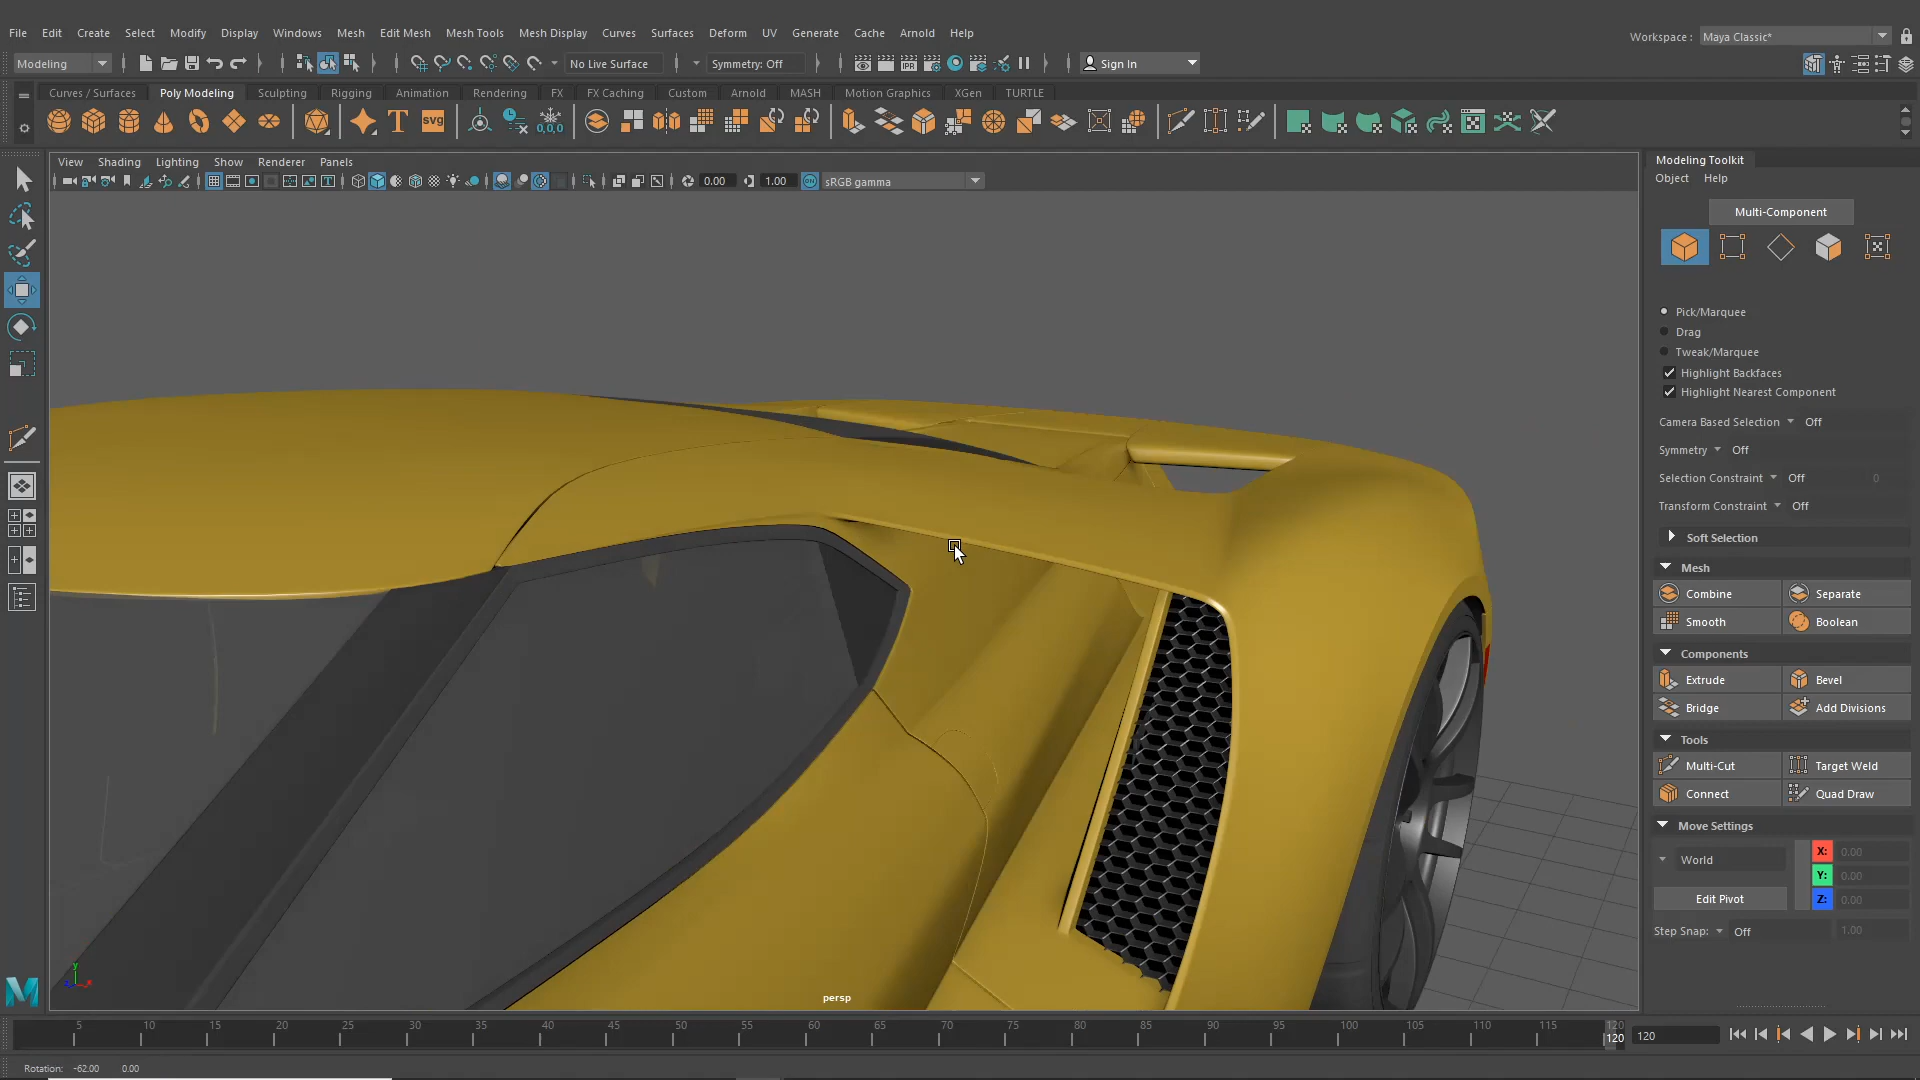 File Edit Create Select Modify Display Windows Mesh Edit Mesh Mesh Tools Mesh Display Curves Surfaces Deform UV Generate Cache Arnold Help
Workspace : Maya Classic*
Modeling No Live Surface Symmetry: Off Sign In
Curves / Surfaces Poly Modeling Sculpting Rigging Animation Rendering FX FX Caching Custom Arnold MASH Motion Graphics XGen TURTLE
T svg 0,0,0
View Shading Lighting Show Renderer Panels
0.00 1.00 ON sRGB gamma
Modeling Toolkit
Object Help
Multi-Component
Pick/Marquee
Drag
Tweak/Marquee
Highlight Backfaces
Highlight Nearest Component
Camera Based Selection Off
Symmetry Off
Selection Constraint Off 0
Transform Constraint Off
Soft Selection
Mesh
Combine Separate
Smooth Boolean
Components
Extrude Bevel
Bridge Add Divisions
Tools
Multi-Cut Target Weld
Connect Quad Draw
Move Settings
World X: 0.00
Y: 0.00
Edit Pivot Z: 0.00
Step Snap: Off 1.00
persp
5 10 15 20 25 30 35 40 45 50 55 60 65 70 75 80 85 90 95 100 105 110 115 120
120 120
Rotation: -62.00 0.00